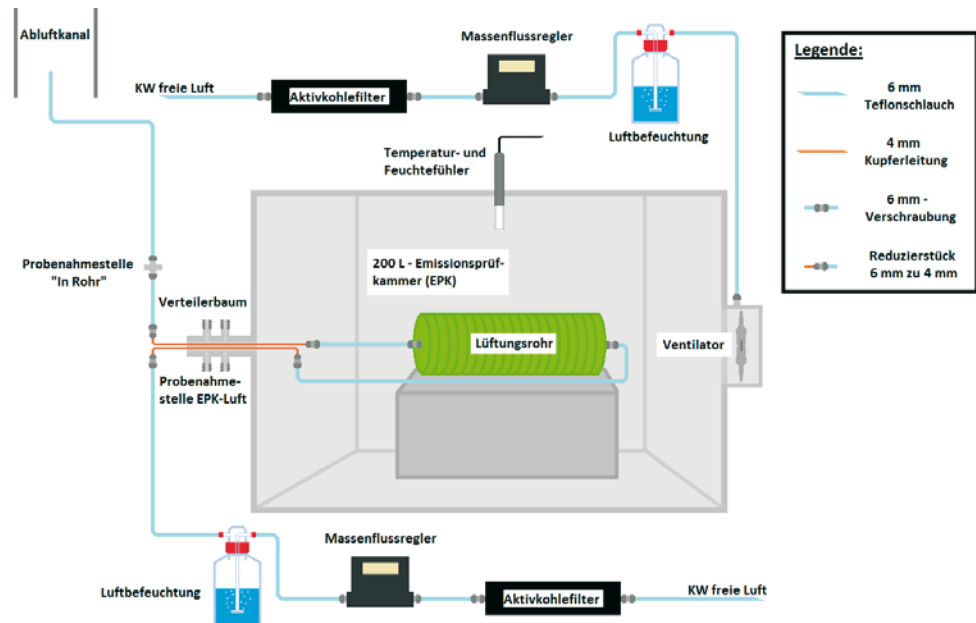 Abluftkanal
KW freie Luft
Aktivkohlefilter
Massenflussregler
Luftbefeuchtung
Legende:
6 mm
Teflonschlauch
4 mm
Kupferleitung
6 mm -
Verschraubung
Reduzierstück
6 mm zu 4 mm
Temperatur- und
Feuchtefühler
200 L - Emissionsprüf-
kammer (EPK)
Probenahmestelle
"In Rohr"
Verteilerbaum
Lüftungsrohr
Ventilator
Probenahme-
stelle EPK-Luft
Luftbefeuchtung
Massenflussregler
Aktivkohlefilter
KW freie Luft